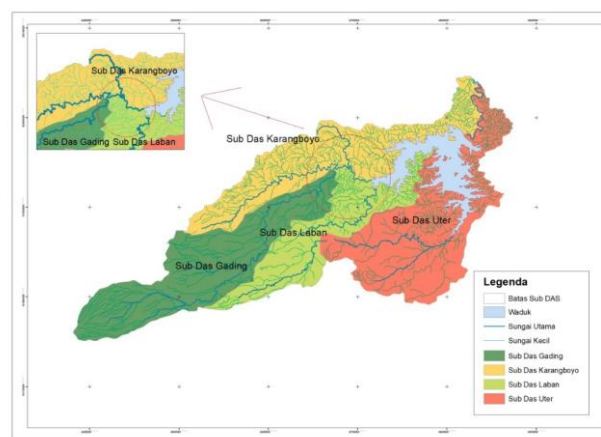 Sub Das Karangboyo
Sub Das Gading Sub Das Laban
Sub Das Karangboyo
Sub Das Uter
Sub Das Laban
Sub Das Gading
Legenda
Batas Sub DAS
Waduk
Sungai Utama
Sungai Kecil
Sub Das Gading
Sub Das Karangboyo
Sub Das Laban
Sub Das Uter